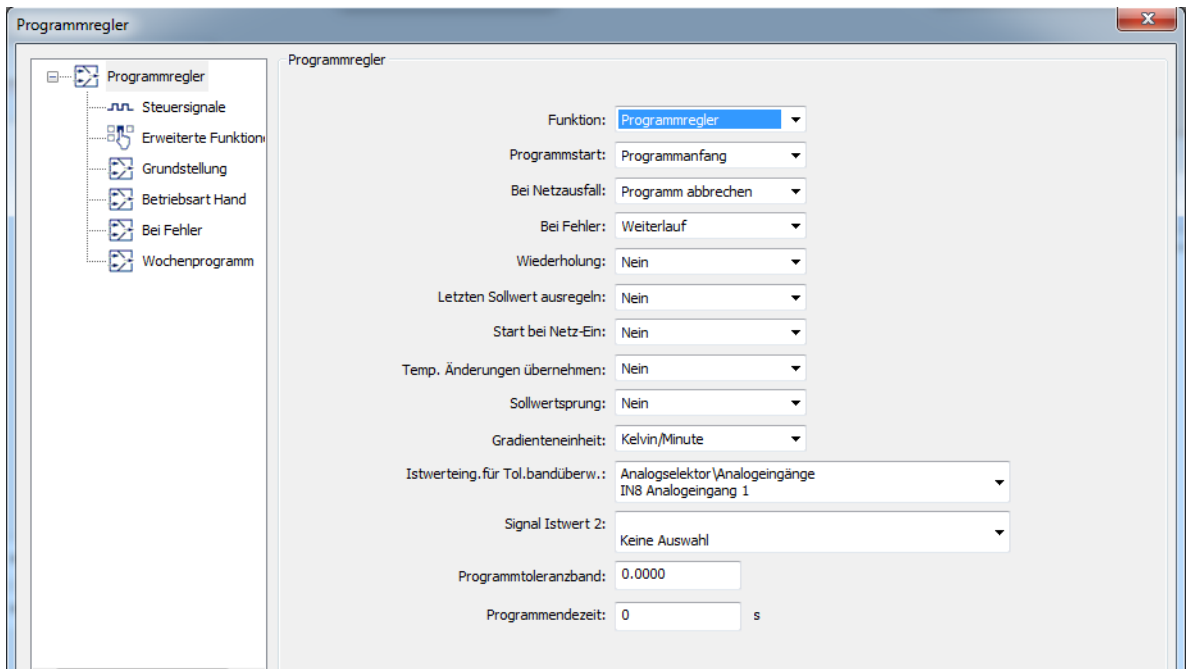 Programmregler
Programmregler
Steuersignale
Erweiterte Funktion
Grundstellung
Betriebsart Hand
Bei Fehler
Wochenprogramm
Programmregler
Funktion: Programmregler
Programmstart: Programmanfang
Bei Netzausfall: Programm abbrechen
Bei Fehler: Weiterlauf
Wiederholung: Nein
Letzten Sollwert ausregeln: Nein
Start bei Netz-Ein: Nein
Temp. Änderungen übernehmen: Nein
Sollwertsprung: Nein
Gradienteneinheit: Kelvin/Minute
Istwerteing.für Tol.bandüberw.: Analogselektor\Analogeingänge
IN8 Analogeingang 1
Signal Istwert 2:
Keine Auswahl
Programmtoleranzband: 0.0000
Programmendezeit: 0 s